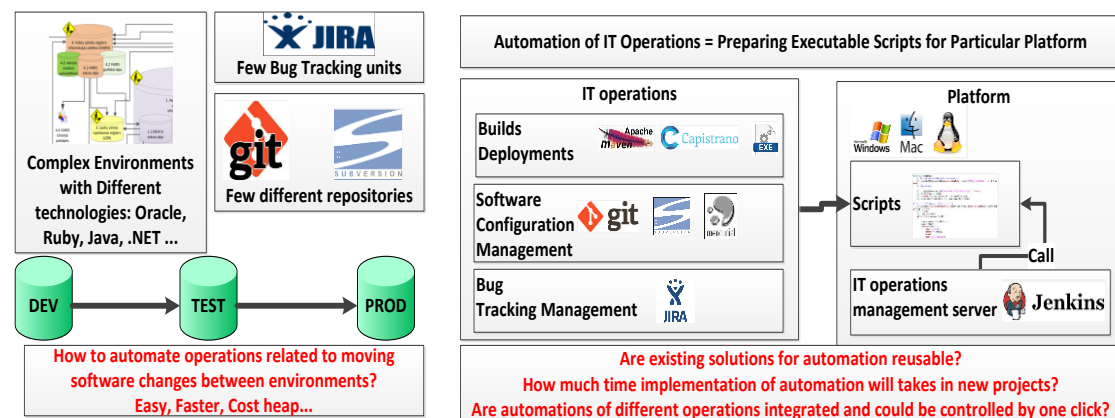 JIRA
Few Bug Tracking units
git
SUBVERSION
Few different repositories
Complex Environments
with Different
technologies: Oracle,
Ruby, Java, .NET ...
DEV
TEST
PROD
How to automate operations related to moving
software changes between environments?
Easy, Faster, Cost heap...
Automation of IT Operations = Preparing Executable Scripts for Particular Platform
IT operations
Builds
Deployments
Apache
maven
Capistrano
EXE
Software
Configuration
Management
git
SUBVERSION
mercurial
Bug
Tracking Management
JIRA
Platform
Windows
Mac
Scripts
Call
IT operations
management server
Jenkins
Are existing solutions for automation reusable?
How much time implementation of automation will takes in new projects?
Are automations of different operations integrated and could be controlled by one click?